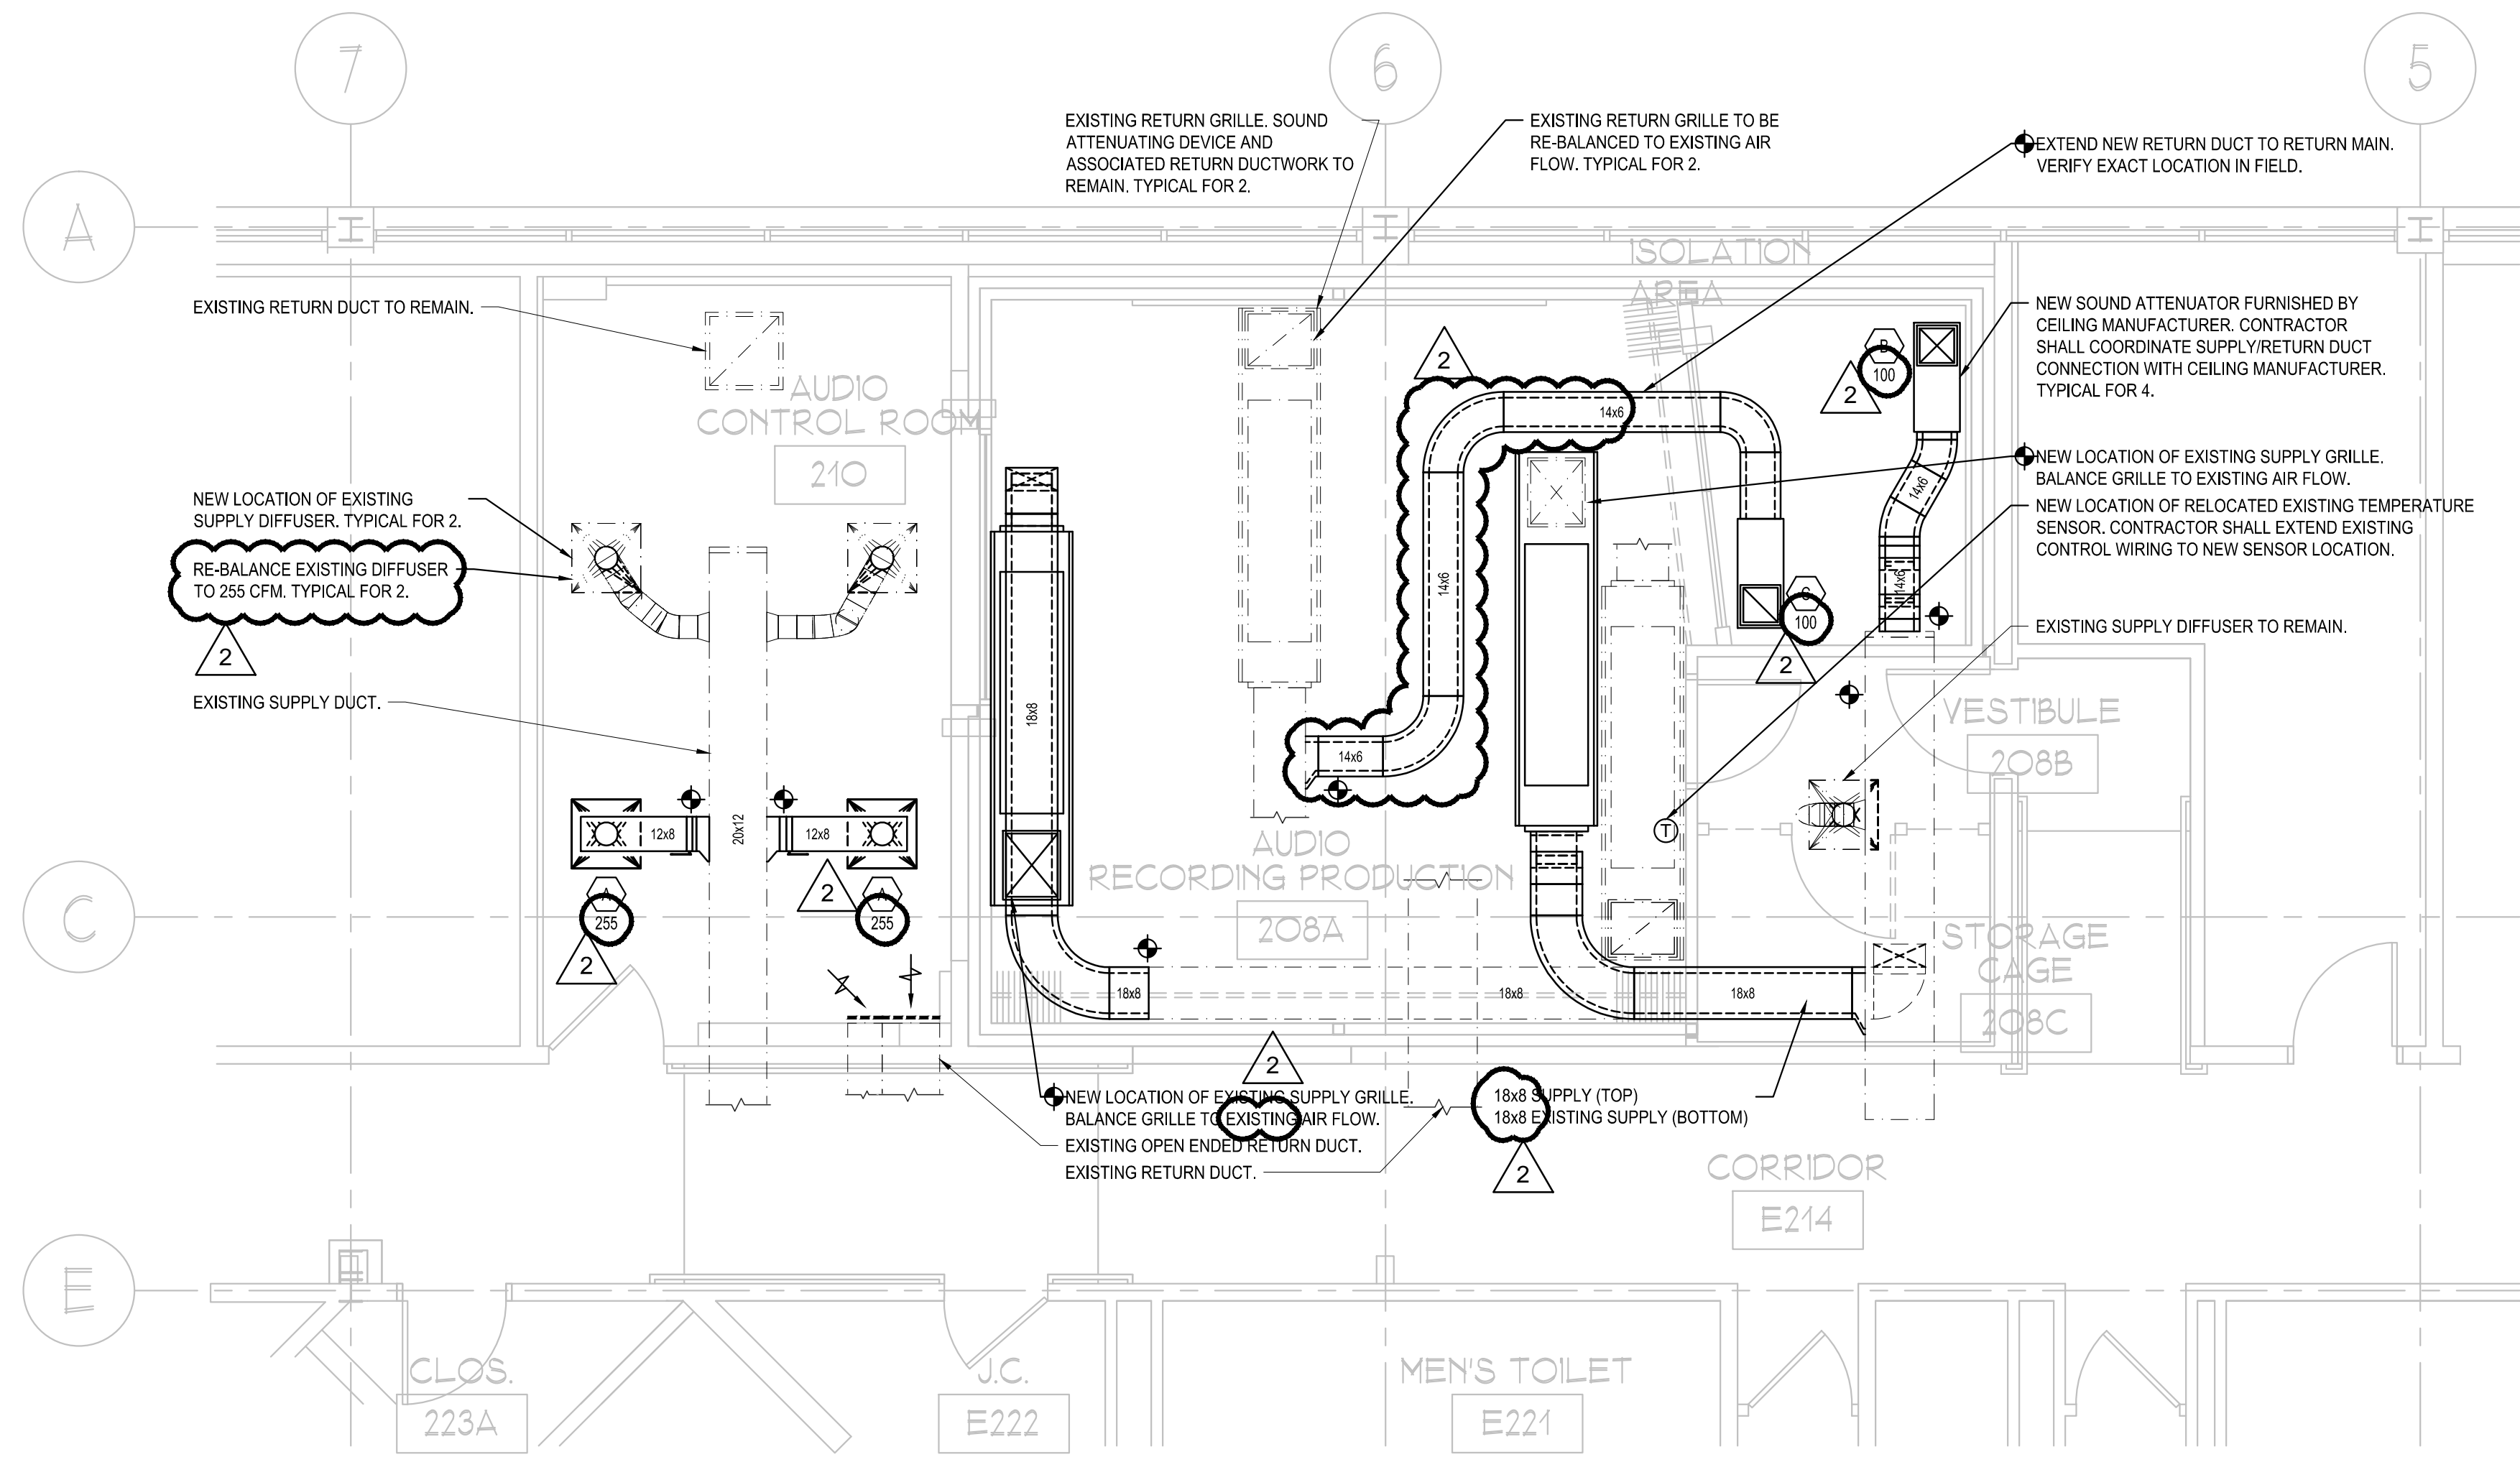 7
6
5
A
C
E
EXISTING RETURN GRILLE. SOUND
ATTENUATING DEVICE AND
ASSOCIATED RETURN DUCTWORK TO
REMAIN. TYPICAL FOR 2.
EXISTING RETURN GRILLE TO BE
RE-BALANCED TO EXISTING AIR
FLOW. TYPICAL FOR 2.
EXTEND NEW RETURN DUCT TO RETURN MAIN.
VERIFY EXACT LOCATION IN FIELD.
ISOLATION
AREA
EXISTING RETURN DUCT TO REMAIN.
NEW SOUND ATTENUATOR FURNISHED BY
CEILING MANUFACTURER. CONTRACTOR
SHALL COORDINATE SUPPLY/RETURN DUCT
CONNECTION WITH CEILING MANUFACTURER.
TYPICAL FOR 4.
AUDIO
CONTROL ROOM
210
2
B
100
2
14x6
14x6
14x6
14x6
14x6
NEW LOCATION OF EXISTING SUPPLY GRILLE.
BALANCE GRILLE TO EXISTING AIR FLOW.
NEW LOCATION OF RELOCATED EXISTING TEMPERATURE
SENSOR. CONTRACTOR SHALL EXTEND EXISTING
CONTROL WIRING TO NEW SENSOR LOCATION.
NEW LOCATION OF EXISTING
SUPPLY DIFFUSER. TYPICAL FOR 2.
RE-BALANCE EXISTING DIFFUSER
TO 255 CFM. TYPICAL FOR 2.
2
C
100
2
EXISTING SUPPLY DIFFUSER TO REMAIN.
EXISTING SUPPLY DUCT.
18x8
VESTIBULE
208B
12x8
20x12
12x8
T
AUDIO
RECORDING PRODUCTION
208A
A
255
2
2
A
255
STORAGE
CAGE
208C
18x8
18x8
18x8
2
NEW LOCATION OF EXISTING SUPPLY GRILLE.
BALANCE GRILLE TO EXISTING AIR FLOW.
EXISTING OPEN ENDED RETURN DUCT.
EXISTING RETURN DUCT.
18x8 SUPPLY (TOP)
18x8 EXISTING SUPPLY (BOTTOM)
2
CORRIDOR
E214
CLOS.
223A
J.C.
E222
MEN'S TOILET
E221